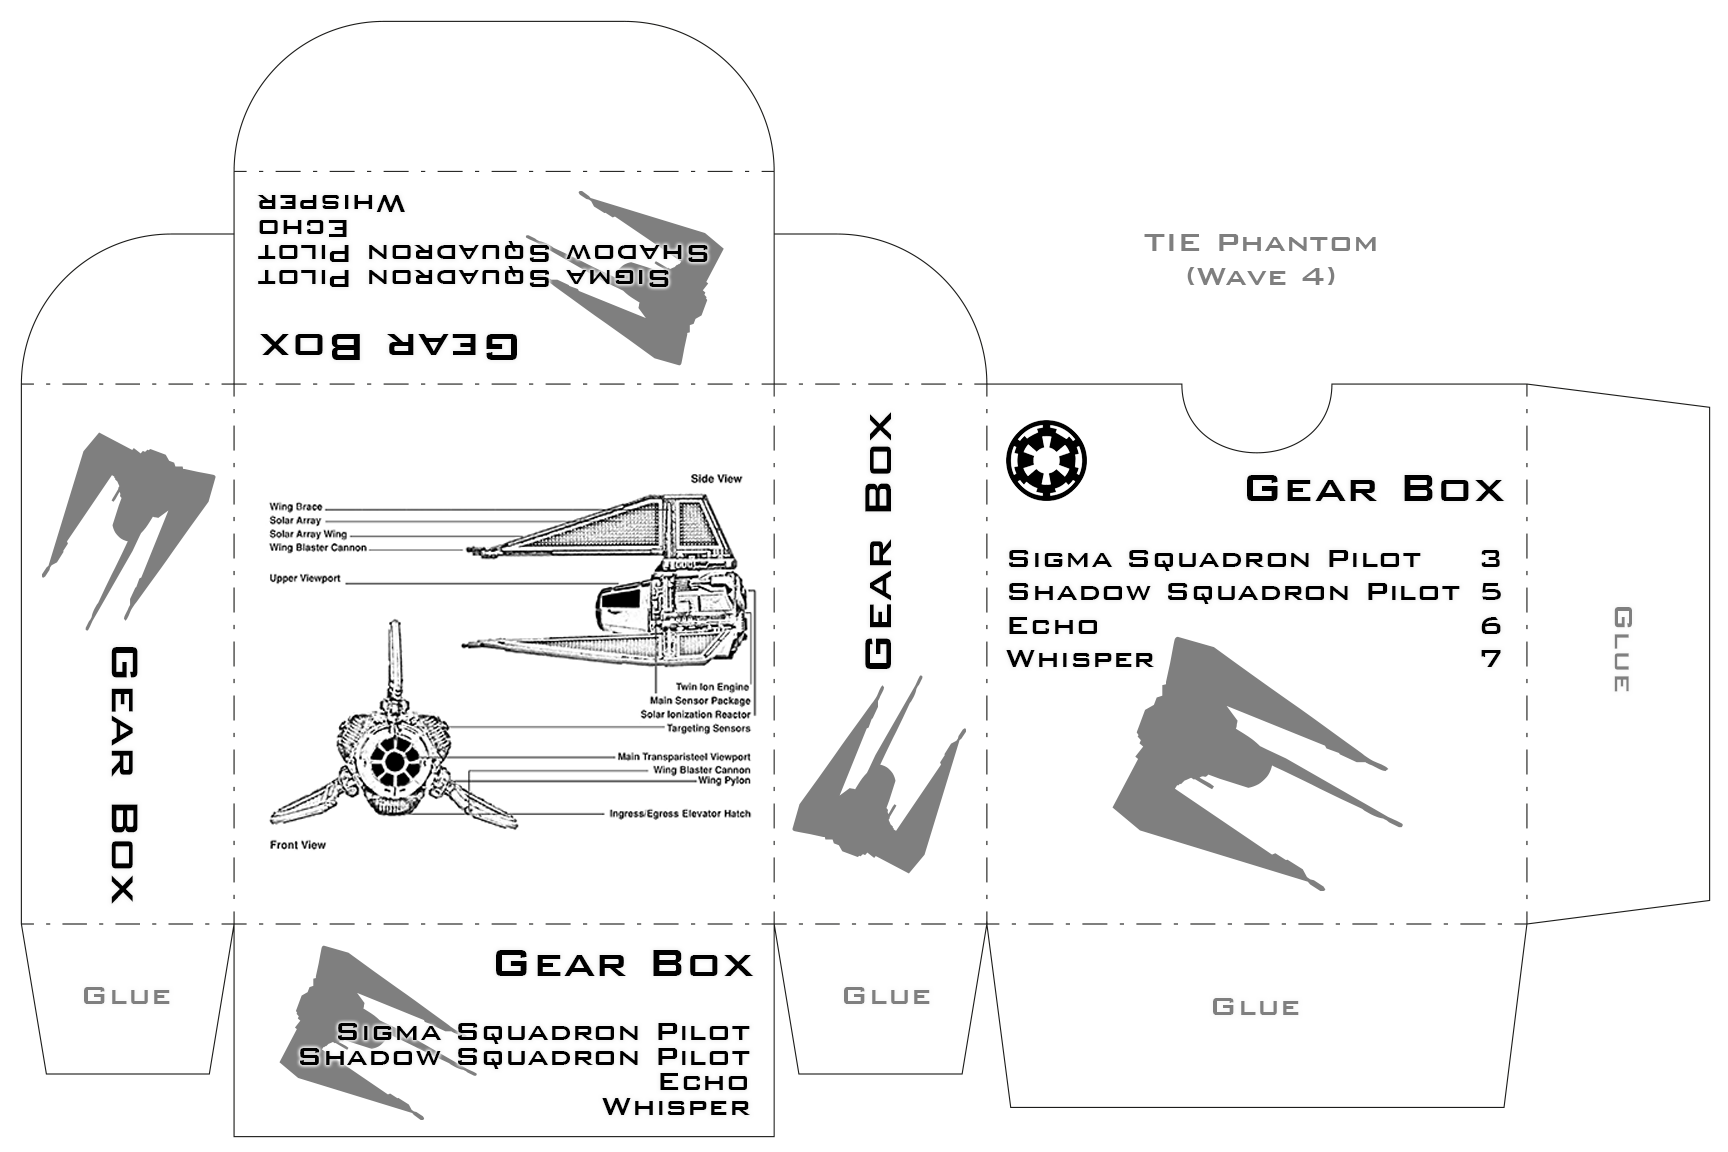 Whisper
Echo
Shadow Squadron Pilot
Sigma Squadron Pilot
Gear Box
TIE Phantom
(Wave 4)
Gear Box
Side View
Wing Brace
Solar Array
Solar Array Wing
Wing Blaster Cannon
Upper Viewport
Twin Ion Engine
Main Sensor Package
Solar Ionization Reactor
Targeting Sensors
Main Transparisteel Viewport
Wing Blaster Cannon
Wing Pylon
Ingress/Egress Elevator Hatch
Front View
Gear Box
Gear Box
Sigma Squadron Pilot 3
Shadow Squadron Pilot 5
Echo 6
Whisper 7
Glue
Glue
Gear Box
Sigma Squadron Pilot
Shadow Squadron Pilot
Echo
Whisper
Glue
Glue